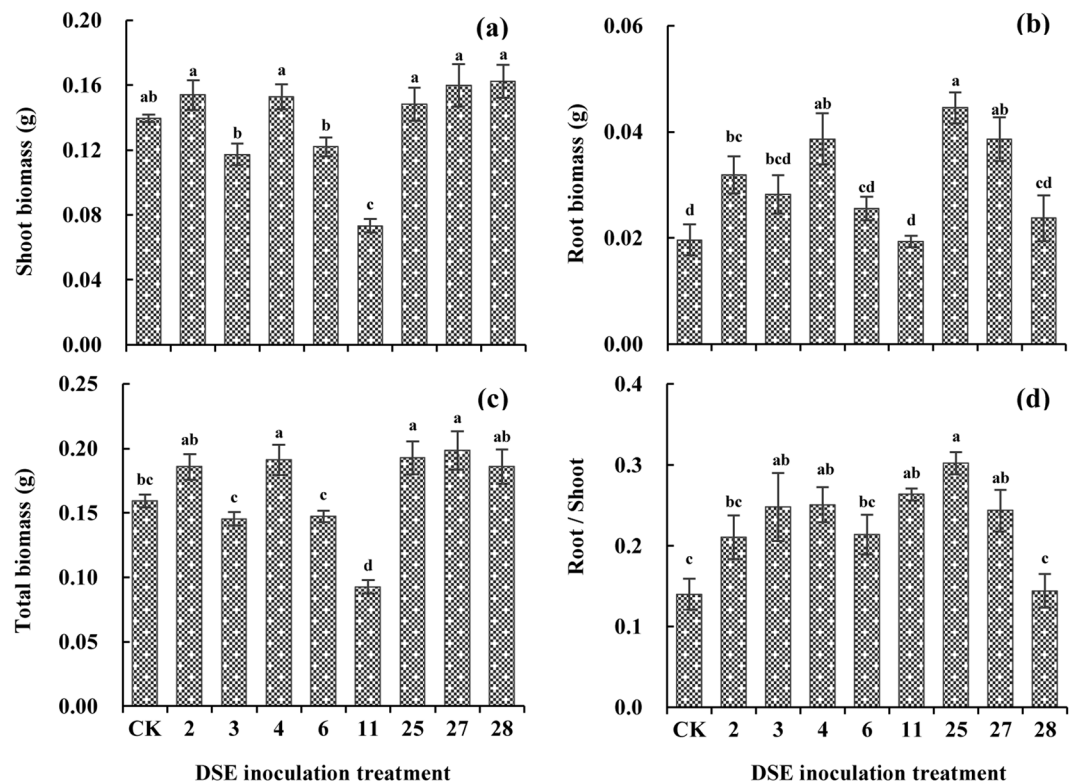 (a)
Shoot biomass (g)
0.20
0.16
0.12
0.08
0.04
0.00
ab a b a b c a a a
(b)
Root biomass (g)
0.06
0.04
0.02
0.00
d bc bcd ab cd d a ab cd
(c)
Total biomass (g)
0.25
0.20
0.15
0.10
0.05
0.00
bc ab c a c d a a ab
CK 2 3 4 6 11 25 27 28
DSE inoculation treatment
(d)
Root / Shoot
0.4
0.3
0.2
0.1
0.0
c bc ab ab bc ab a ab c
CK 2 3 4 6 11 25 27 28
DSE inoculation treatment